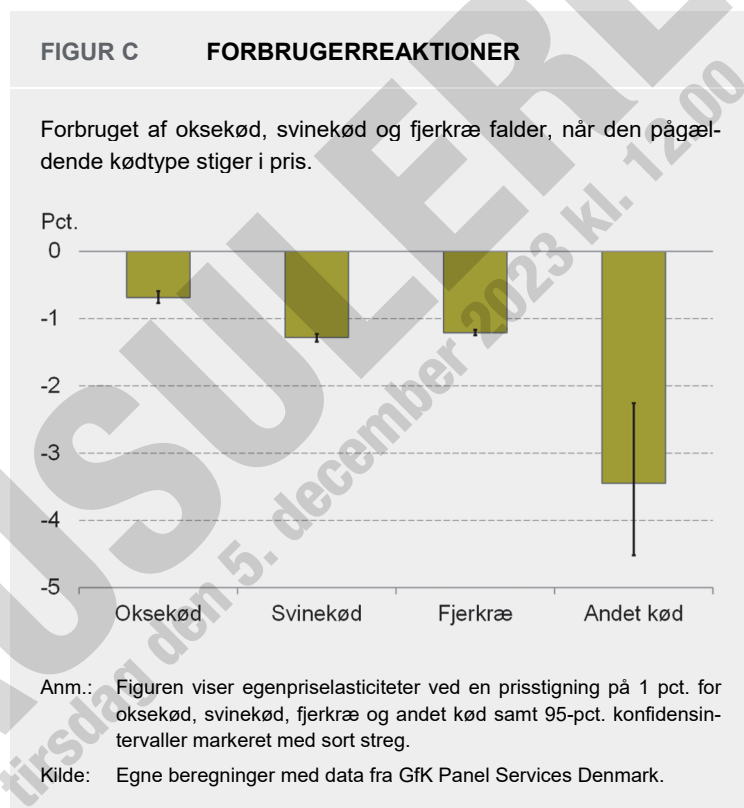 FIGUR C FORBRUGERREAKTIONER
Forbruget af oksekød, svinekød og fjerkræ falder, når den pågæl-
dende kødtype stiger i pris.
Pct.
0
-1
-2
-3
-4
-5
Oksekød Svinekød Fjerkræ Andet kød
Anm.: Figuren viser egenpriselasticiteter ved en prisstigning på 1 pct. for
oksekød, svinekød, fjerkræ og andet kød samt 95-pct. konfidensin-
tervaller markeret med sort streg.
Kilde: Egne beregninger med data fra GfK Panel Services Denmark.
tirsdag den 5. december 2023 kl. 12.00